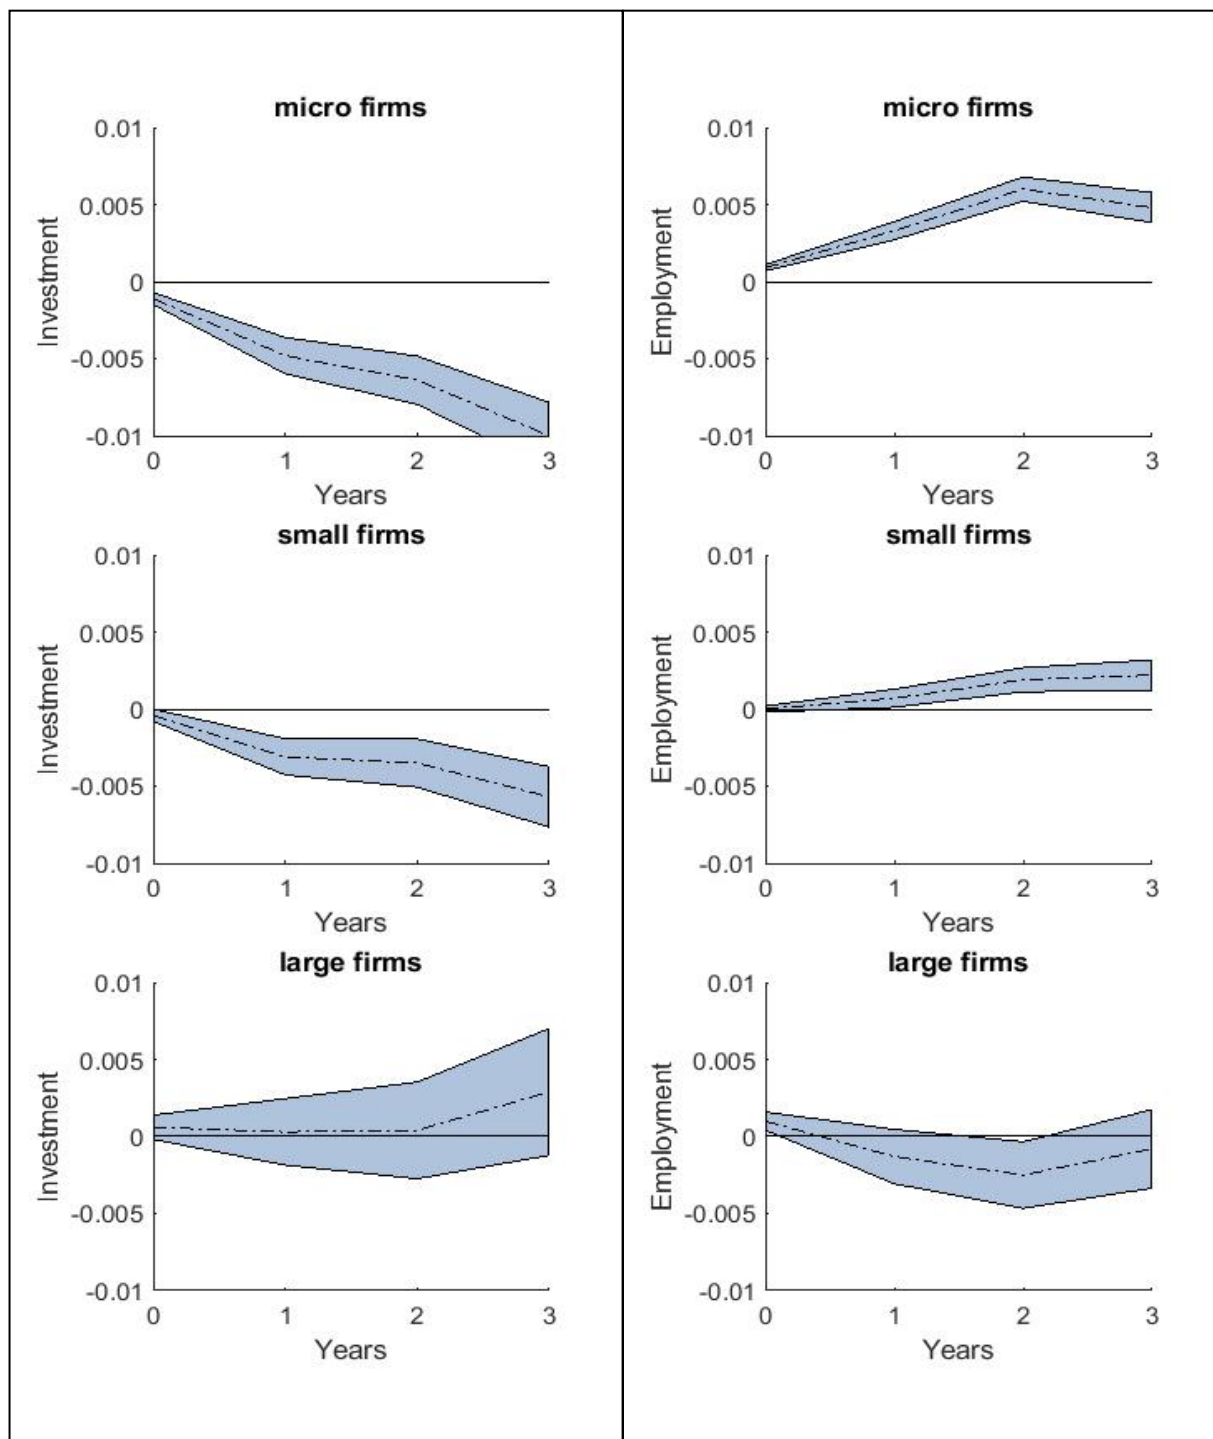 micro firms
0.01
0.005
0
-0.005
-0.01
Investment
0 1 2 3
Years
small firms
0.01
0.005
0
-0.005
-0.01
Investment
0 1 2 3
Years
large firms
0.01
0.005
0
-0.005
-0.01
Investment
0 1 2 3
Years
micro firms
0.01
0.005
0
-0.005
-0.01
Employment
0 1 2 3
Years
small firms
0.01
0.005
0
-0.005
-0.01
Employment
0 1 2 3
Years
large firms
0.01
0.005
0
-0.005
-0.01
Employment
0 1 2 3
Years